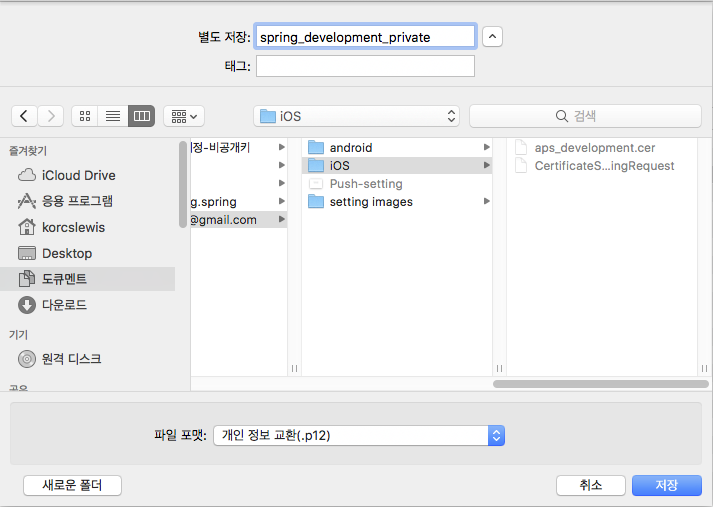 별도 저장: spring_development_private
태그:
iOS
검색
즐겨찾기
iCloud Drive
응용 프로그램
korcslewis
Desktop
도큐멘트
다운로드
기기
원격 디스크
공유
정-비공개키
g.spring
@gmail.com
android
iOS
Push-setting
setting images
aps_development.cer
CertificateS...ingRequest
파일 포맷: 개인 정보 교환(.p12)
새로운 폴더
취소
저장